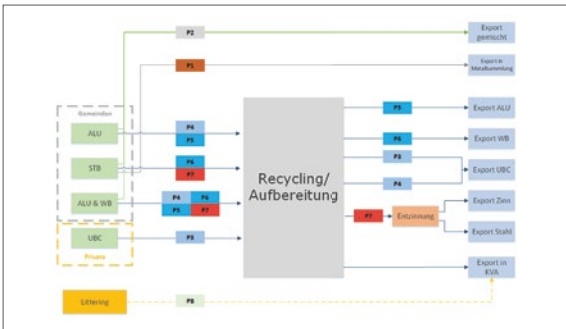 P2
Export
gemischt
P1
Export in
Metallsammlung
Gemeinden
ALU
P4
P5
P5
Export ALU
STB
P6
P7
P6
Export WB
Recycling/
Aufbereitung
P3
P4
Export UBC
ALU & WB
P4 P6
P5 P7
P7
Entzinnung
Export Zinn
Export Stahl
UBC
Private
P3
Export in
KVA
Littering
P8